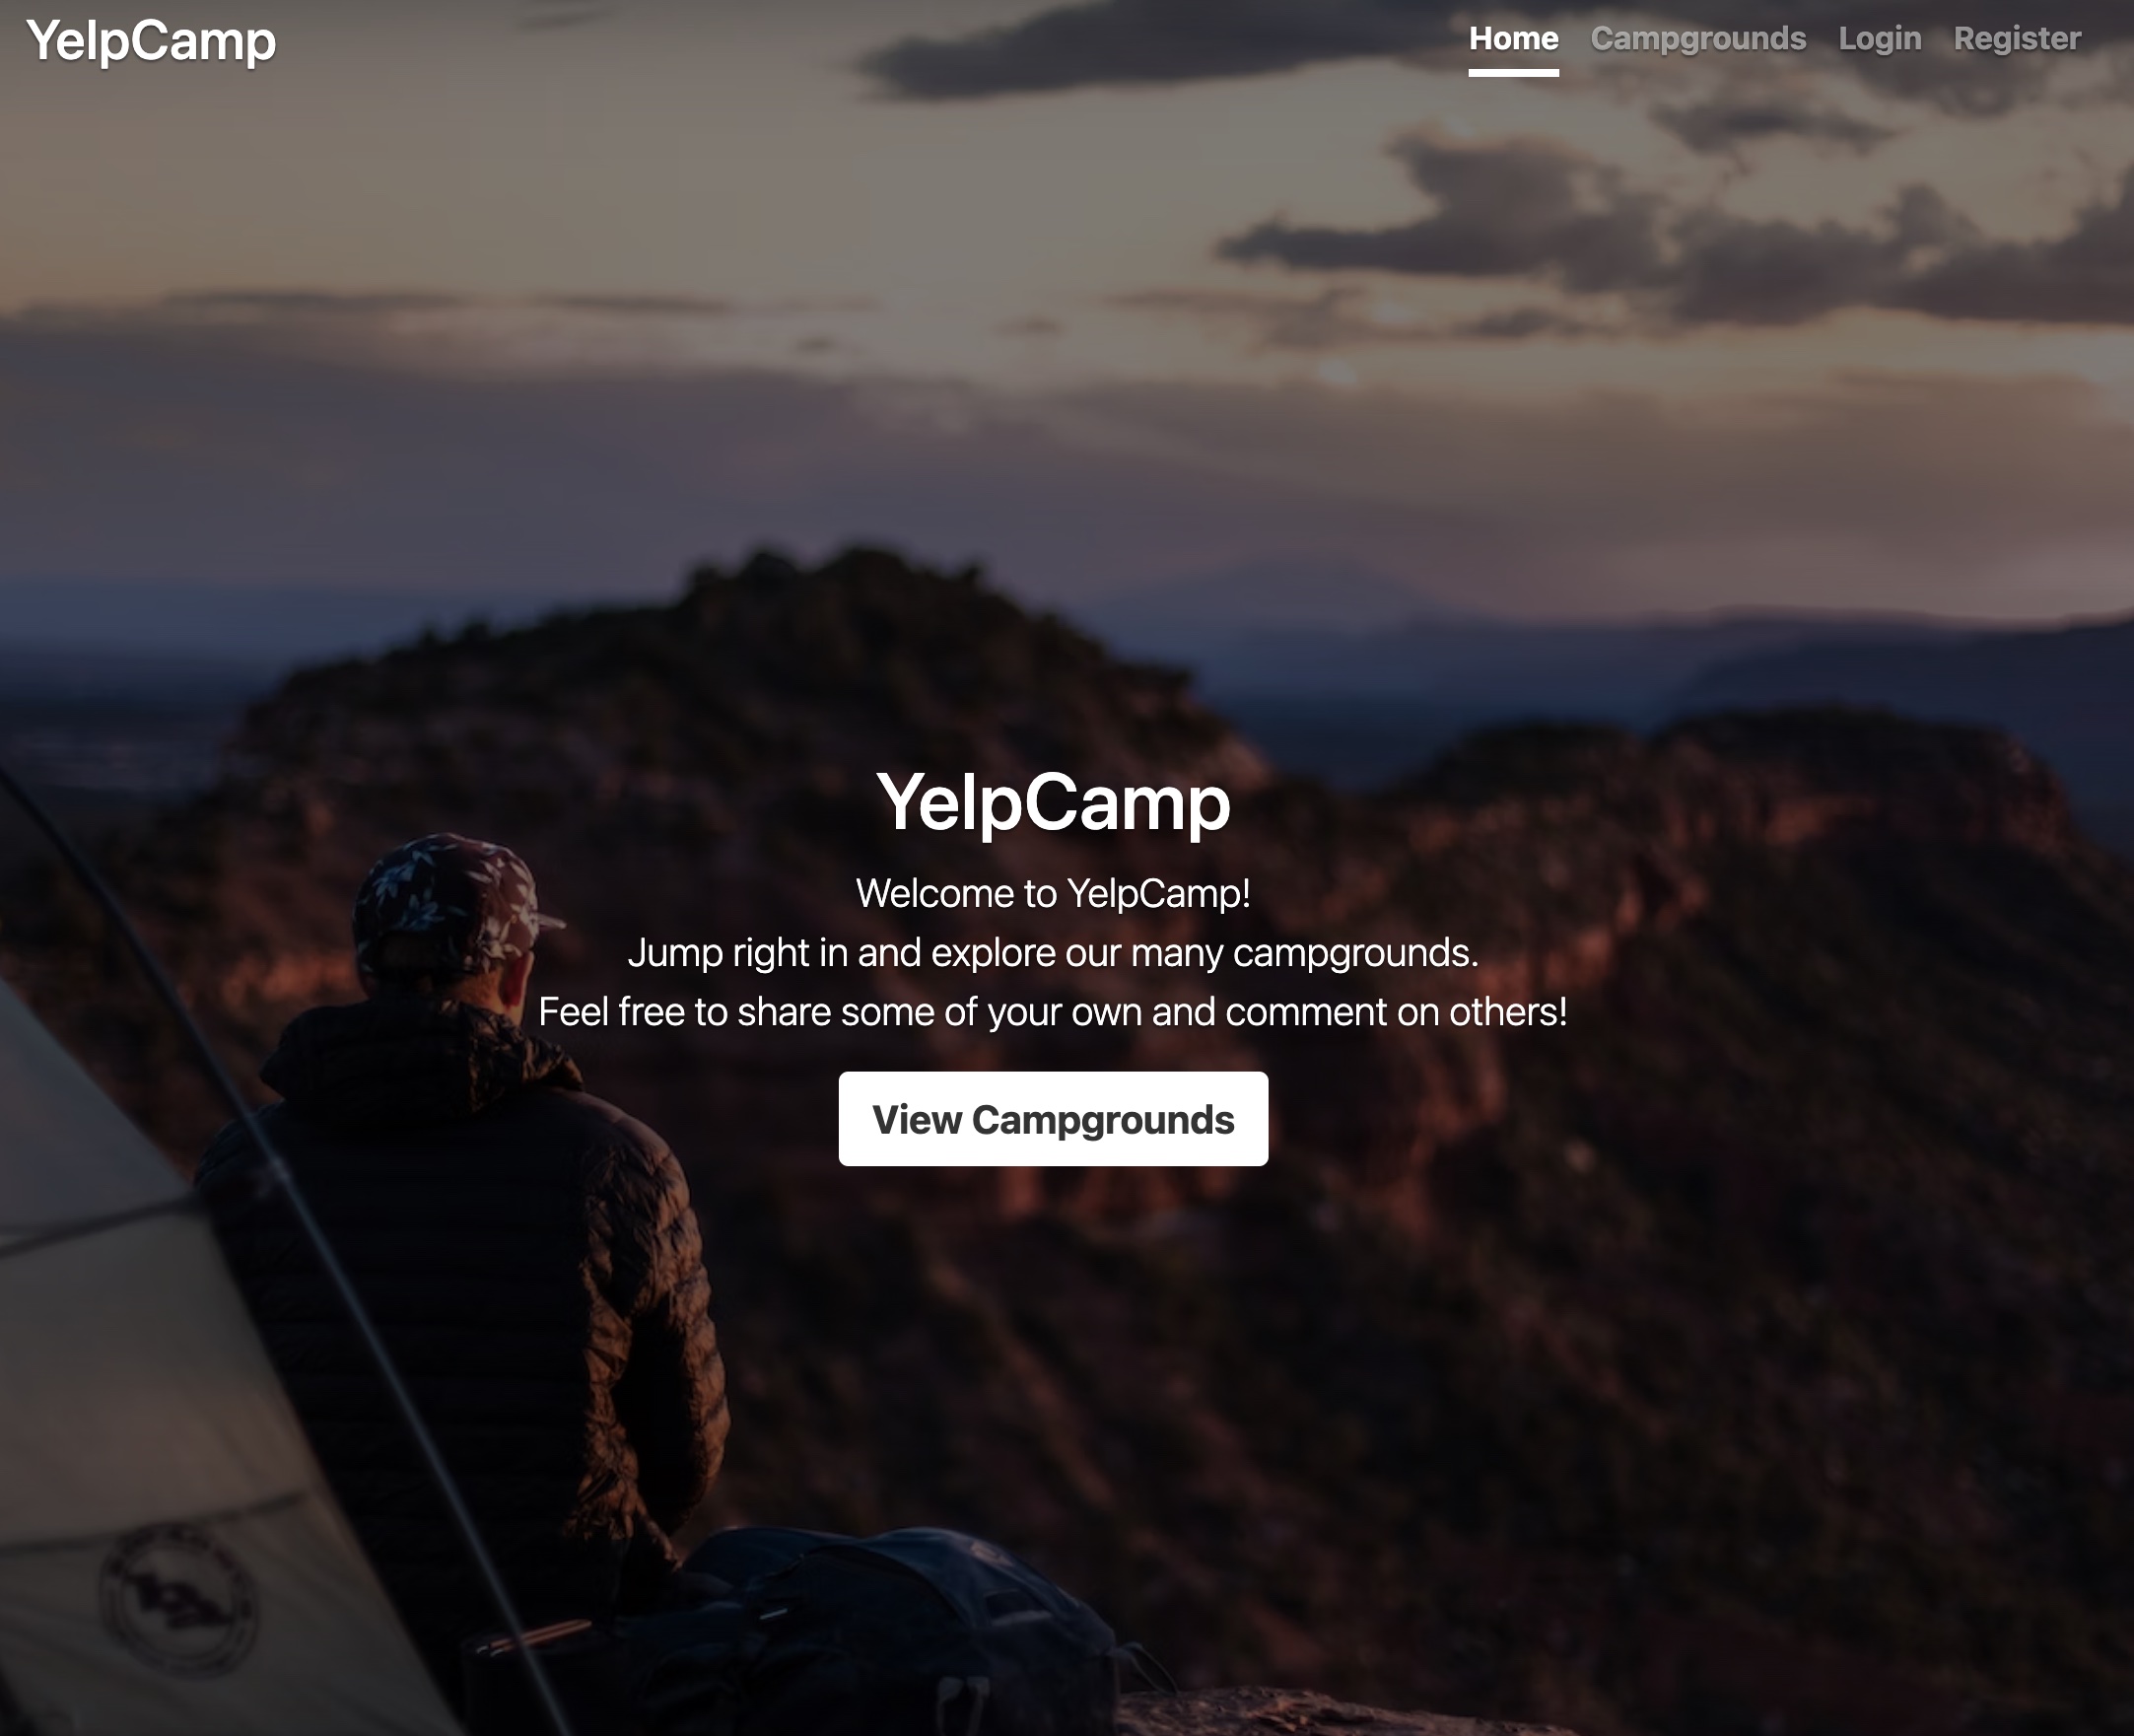 YelpCamp
Home Campgrounds Login Register
YelpCamp
Welcome to YelpCamp!
Jump right in and explore our many campgrounds.
Feel free to share some of your own and comment on others!
View Campgrounds